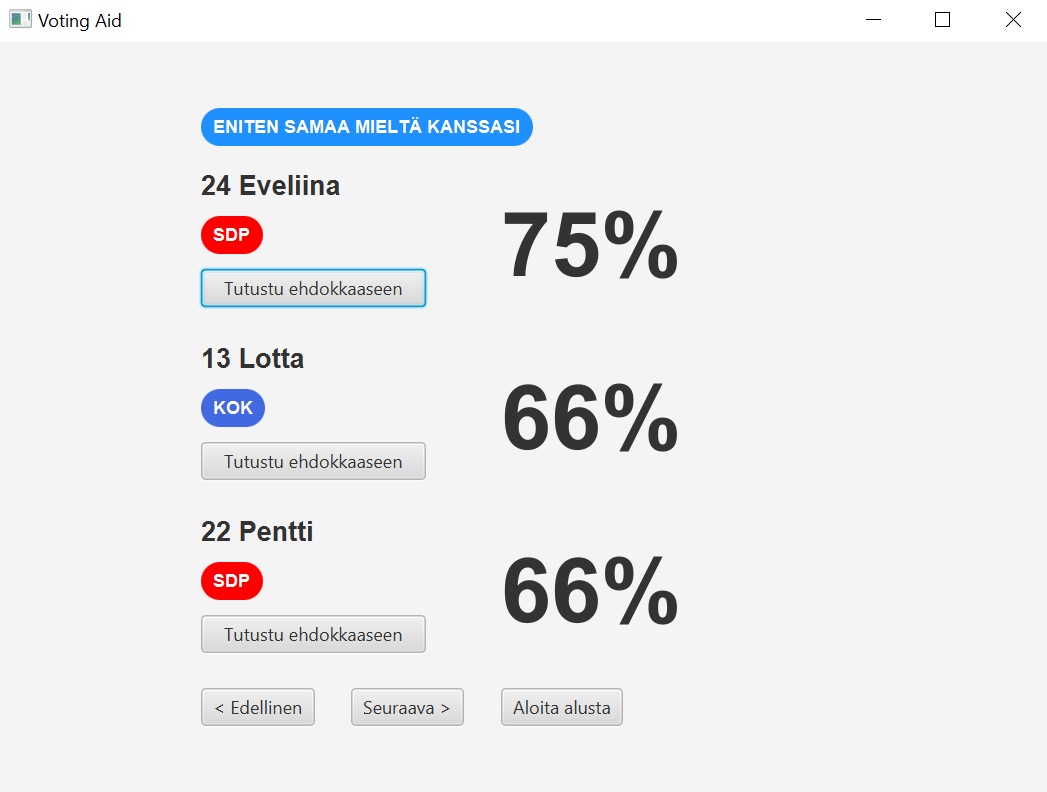 Voting Aid
ENITEN SAMAA MIELTÄ KANSSASI
24 Eveliina
SDP
75%
Tutustu ehdokkaaseen
13 Lotta
KOK
66%
Tutustu ehdokkaaseen
22 Pentti
SDP
66%
Tutustu ehdokkaaseen
< Edellinen
Seuraava >
Aloita alusta